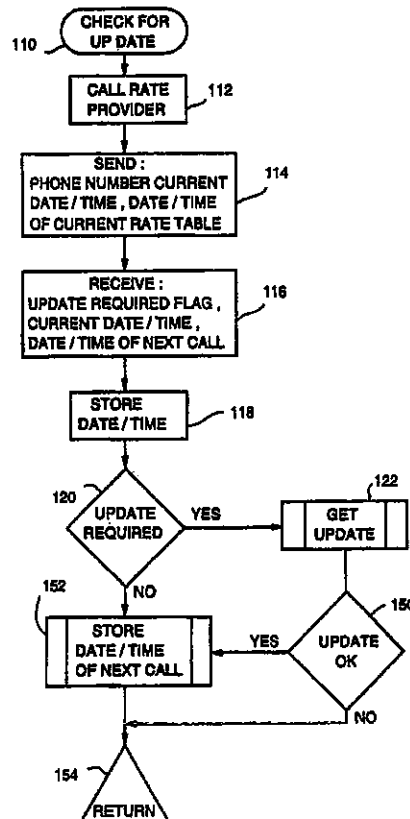 CHECK FOR
UP DATE
110
CALL RATE
PROVIDER
112
SEND :
PHONE NUMBER CURRENT
DATE / TIME , DATE / TIME
OF CURRENT RATE TABLE
114
RECEIVE :
UPDATE REQUIRED FLAG ,
CURRENT DATE / TIME ,
DATE / TIME OF NEXT CALL
116
STORE
DATE / TIME
118
120
UPDATE
REQUIRED
YES
122
GET
UPDATE
NO
152
STORE
DATE / TIME
OF NEXT CALL
YES
150
UPDATE
OK
NO
154
RETURN